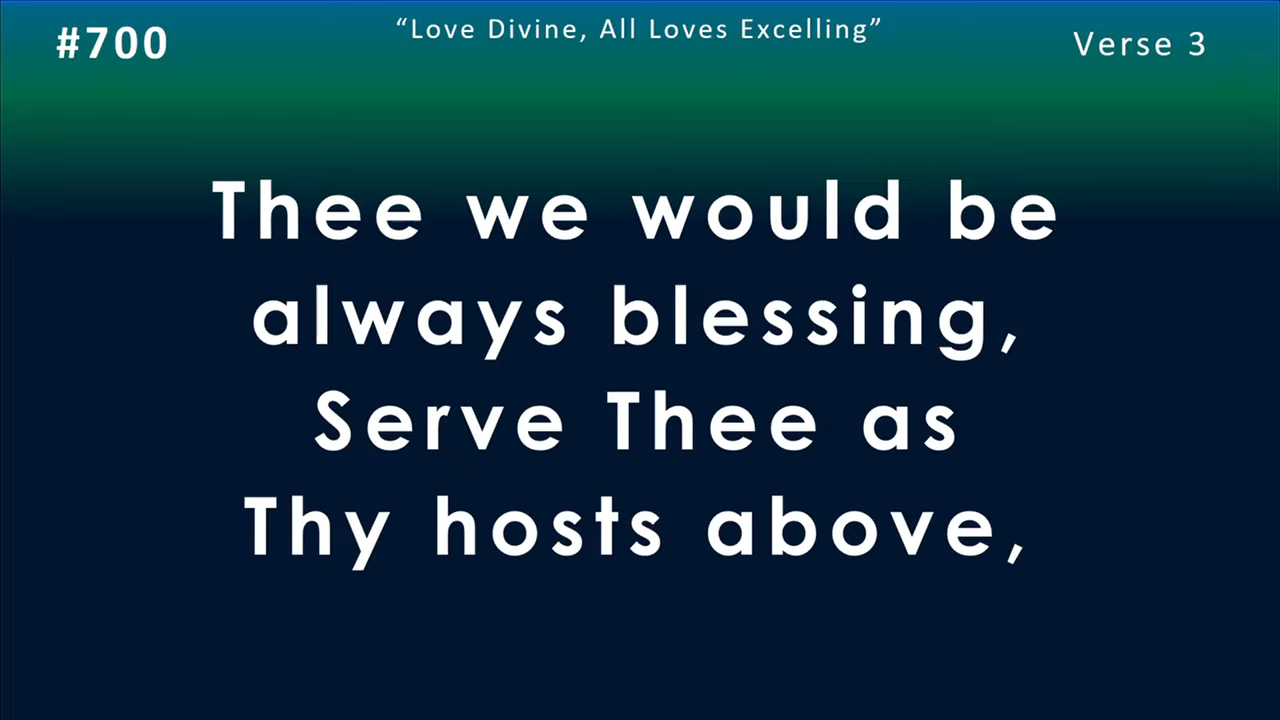 #700
“Love Divine, All Loves Excelling”
Verse 3
Thee we would be
always blessing,
Serve Thee as
Thy hosts above,